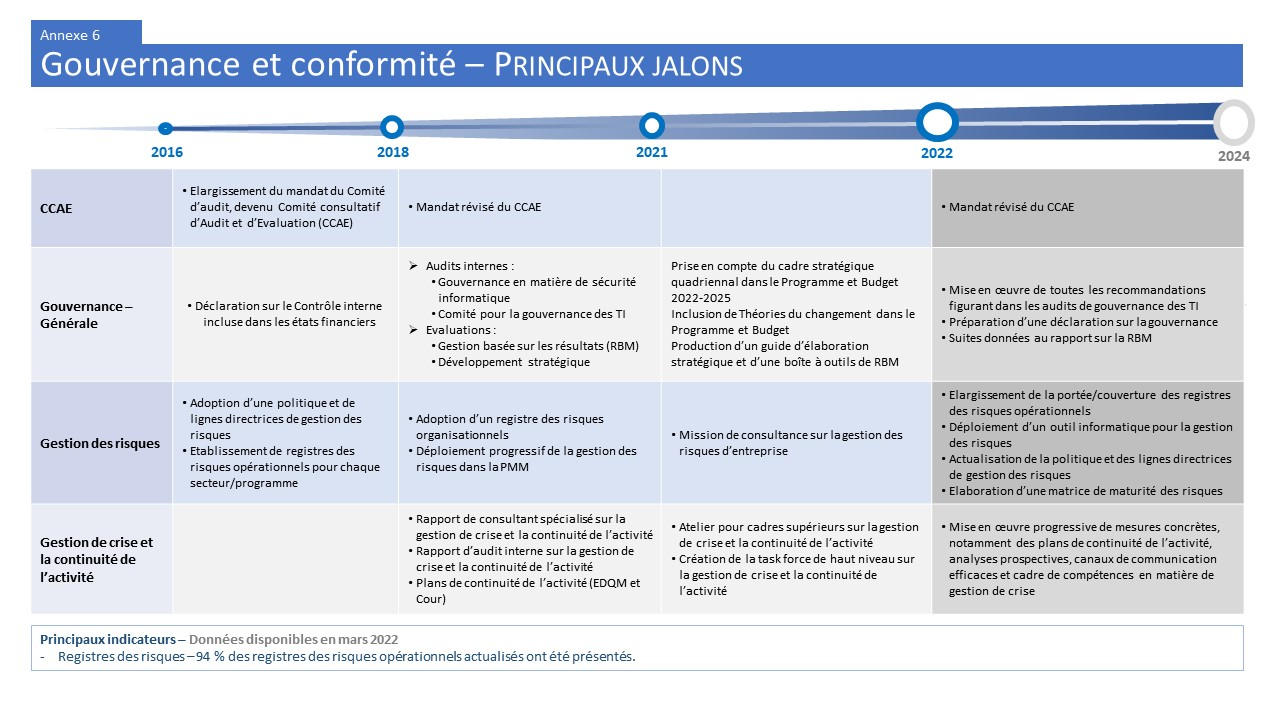 Annexe 6
Gouvernance et conformité – PRINCIPAUX JALONS
2016
2018
2021
2022
2024
CCAE
• Elargissement du mandat du Comité
d’audit, devenu Comité consultatif
d’Audit et d’Evaluation (CCAE)
• Mandat révisé du CCAE
• Mandat révisé du CCAE
Gouvernance –
Générale
• Déclaration sur le Contrôle interne
incluse dans les états financiers
➢ Audits internes :
• Gouvernance en matière de sécurité
informatique
• Comité pour la gouvernance des TI
➢ Evaluations :
• Gestion basée sur les résultats (RBM)
• Développement stratégique
Prise en compte du cadre stratégique
quadriennal dans le Programme et Budget
2022-2025
Inclusion de Théories du changement dans le
Programme et Budget
Production d’un guide d’élaboration
stratégique et d’une boîte à outils de RBM
• Mise en œuvre de toutes les recommandations
figurant dans les audits de gouvernance des TI
• Préparation d’une déclaration sur la gouvernance
• Suites données au rapport sur la RBM
Gestion des risques
• Adoption d’une politique et de
lignes directrices de gestion des
risques
• Etablissement de registres des
risques opérationnels pour chaque
secteur/programme
• Adoption d’un registre des risques
organisationnels
• Déploiement progressif de la gestion des
risques dans la PMM
• Mission de consultance sur la gestion des
risques d’entreprise
• Elargissement de la portée/couverture des registres
des risques opérationnels
• Déploiement d’un outil informatique pour la gestion
des risques
• Actualisation de la politique et des lignes directrices
de gestion des risques
• Elaboration d’une matrice de maturité des risques
Gestion de crise et
la continuité de
l’activité
• Rapport de consultant spécialisé sur la
gestion de crise et la continuité de l’activité
• Rapport d’audit interne sur la gestion de
crise et la continuité de l’activité
• Plans de continuité de l’activité (EDQM et
Cour)
• Atelier pour cadres supérieurs sur la gestion
de crise et la continuité de l’activité
• Création de la task force de haut niveau sur
la gestion de crise et la continuité de
l’activité
• Mise en œuvre progressive de mesures concrètes,
notamment des plans de continuité de l’activité,
analyses prospectives, canaux de communication
efficaces et cadre de compétences en matière de
gestion de crise
Principaux indicateurs – Données disponibles en mars 2022
- Registres des risques – 94 % des registres des risques opérationnels actualisés ont été présentés.